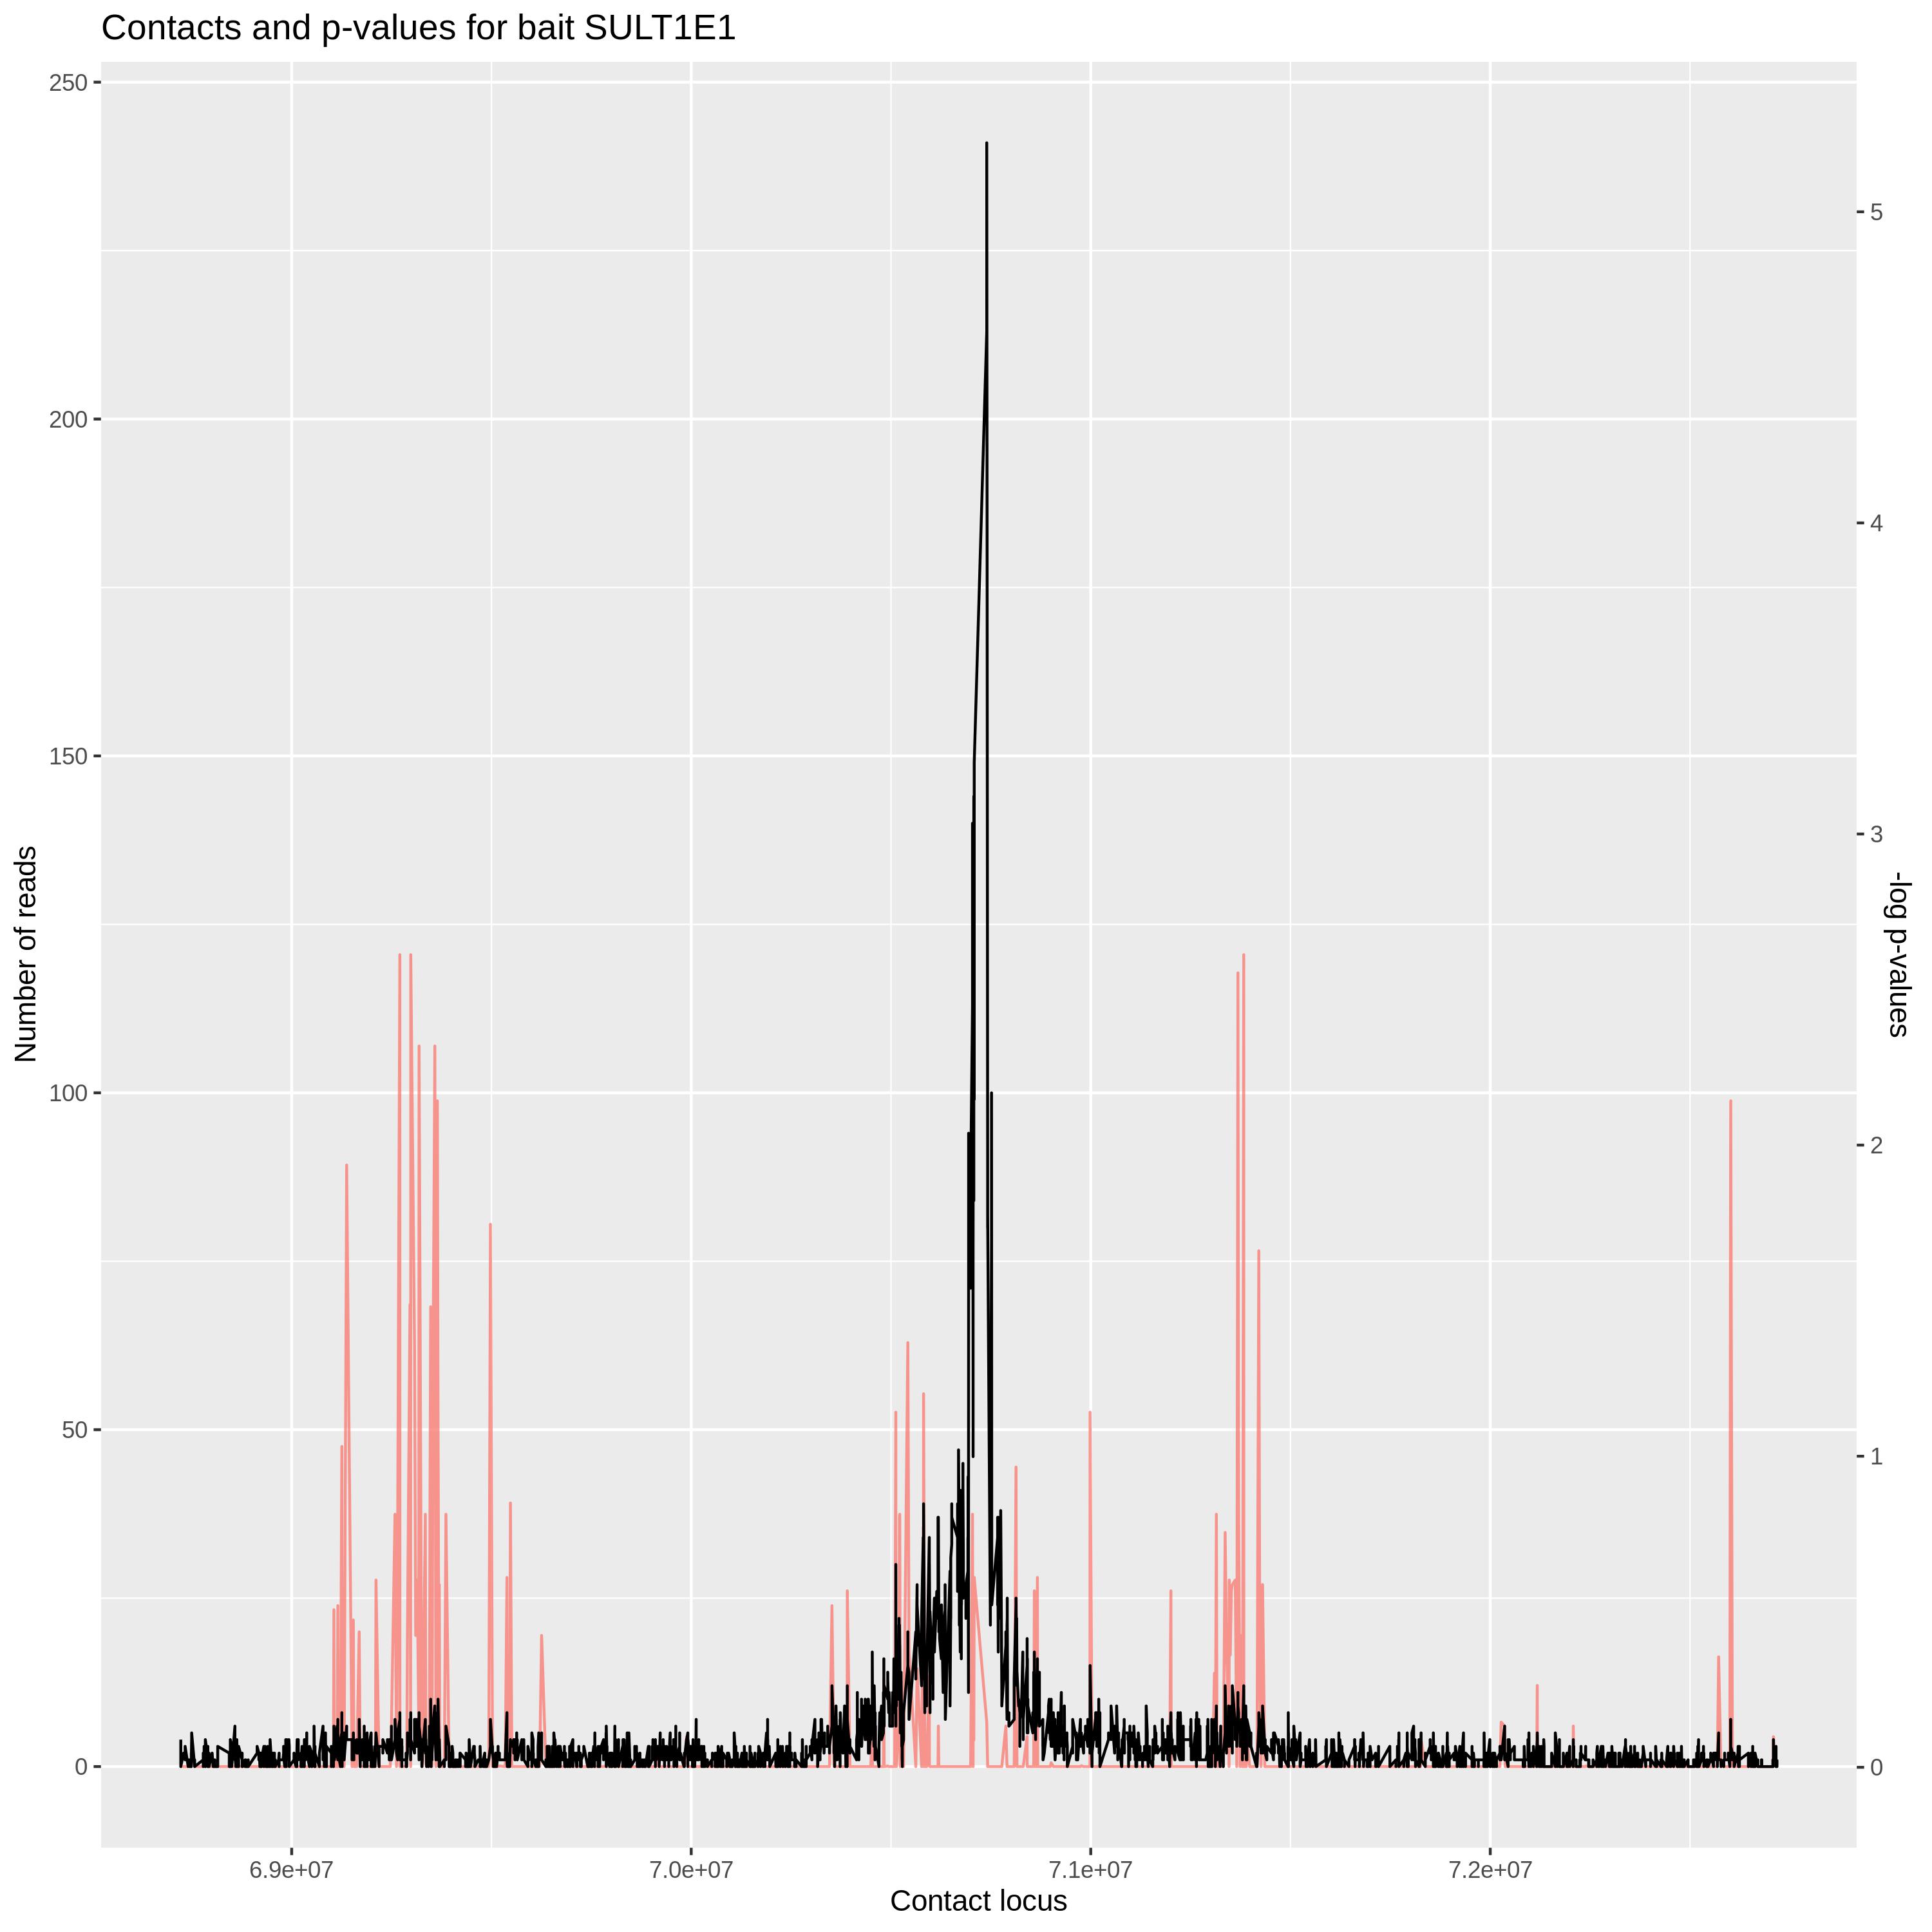 Contacts and p-values for bait SULT1E1
250
200
150
100
50
0
Number of reads
5
4
3
2
1
0
-log p-values
6.9e+07
7.0e+07
7.1e+07
7.2e+07
Contact locus